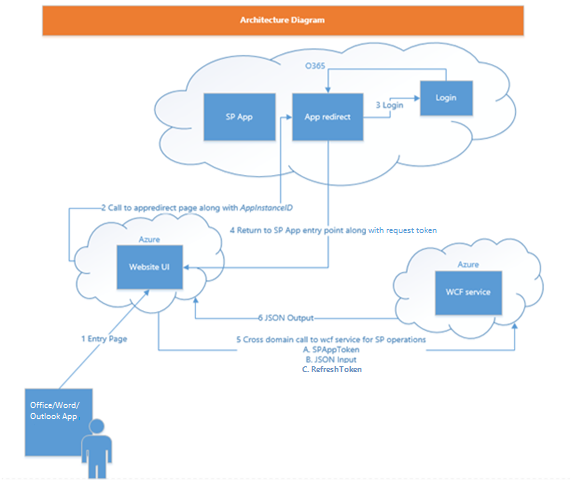 Architecture Diagram
O365
SP App
App redirect
3 Login
Login
2 Call to appredirect page along with AppInstanceID
4 Return to SP App entry point along with request token
Azure
Website UI
Azure
WCF service
6 JSON Output
1 Entry Page
5 Cross domain call to wcf service for SP operations
A. SPAppToken
B. JSON Input
C. RefreshToken
Office/Word/
Outlook App